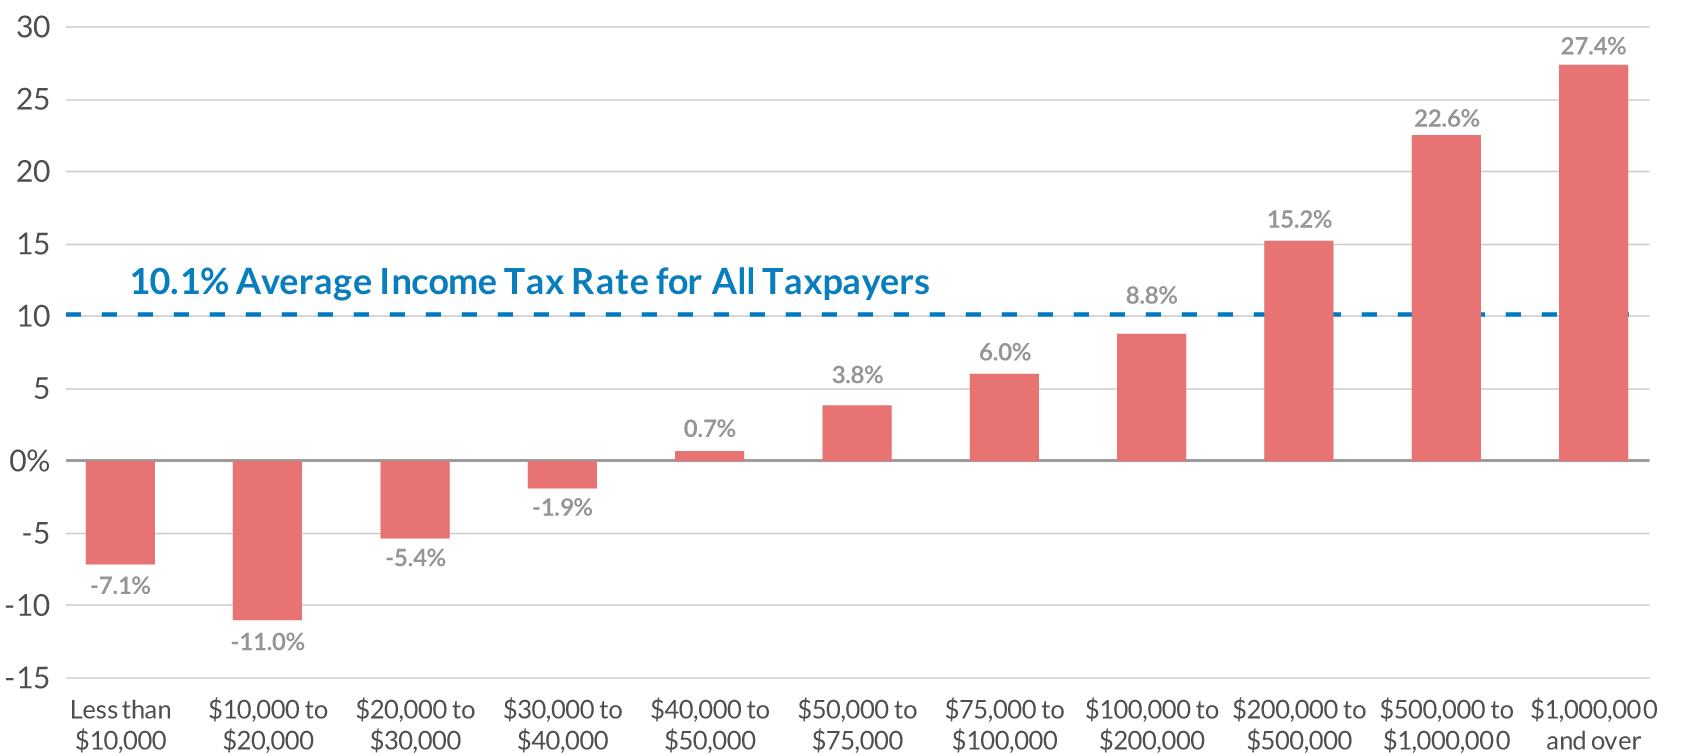 30
27.4%
25
22.6%
20
15.2%
15
10.1% Average Income Tax Rate for All Taxpayers
8.8%
10
6.0%
3.8%
5
0.7%
0%
-1.9%
-5
-5.4%
-7.1%
-10
-11.0%
-15
Less than $10,000
$10,000 to $20,000
$20,000 to $30,000
$30,000 to $40,000
$40,000 to $50,000
$50,000 to $75,000
$75,000 to $100,000
$100,000 to $200,000
$200,000 to $500,000
$500,000 to $1,000,000
$1,000,000 and over